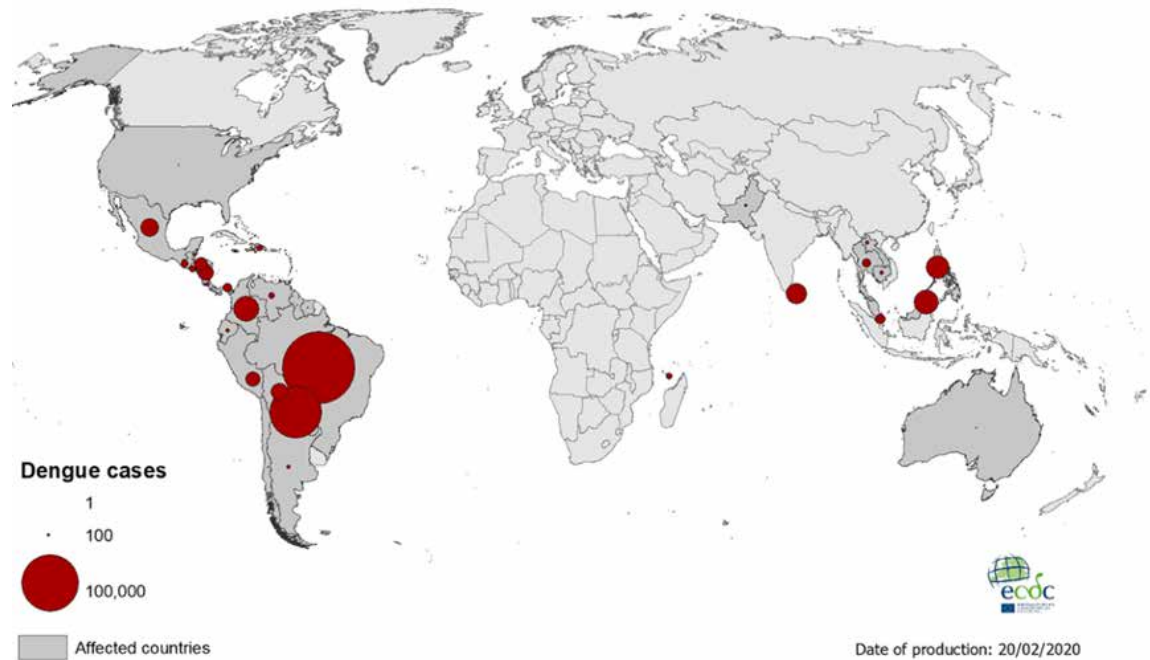 Dengue cases
1
100
100,000
Affected countries
ecdc
Date of production: 20/02/2020